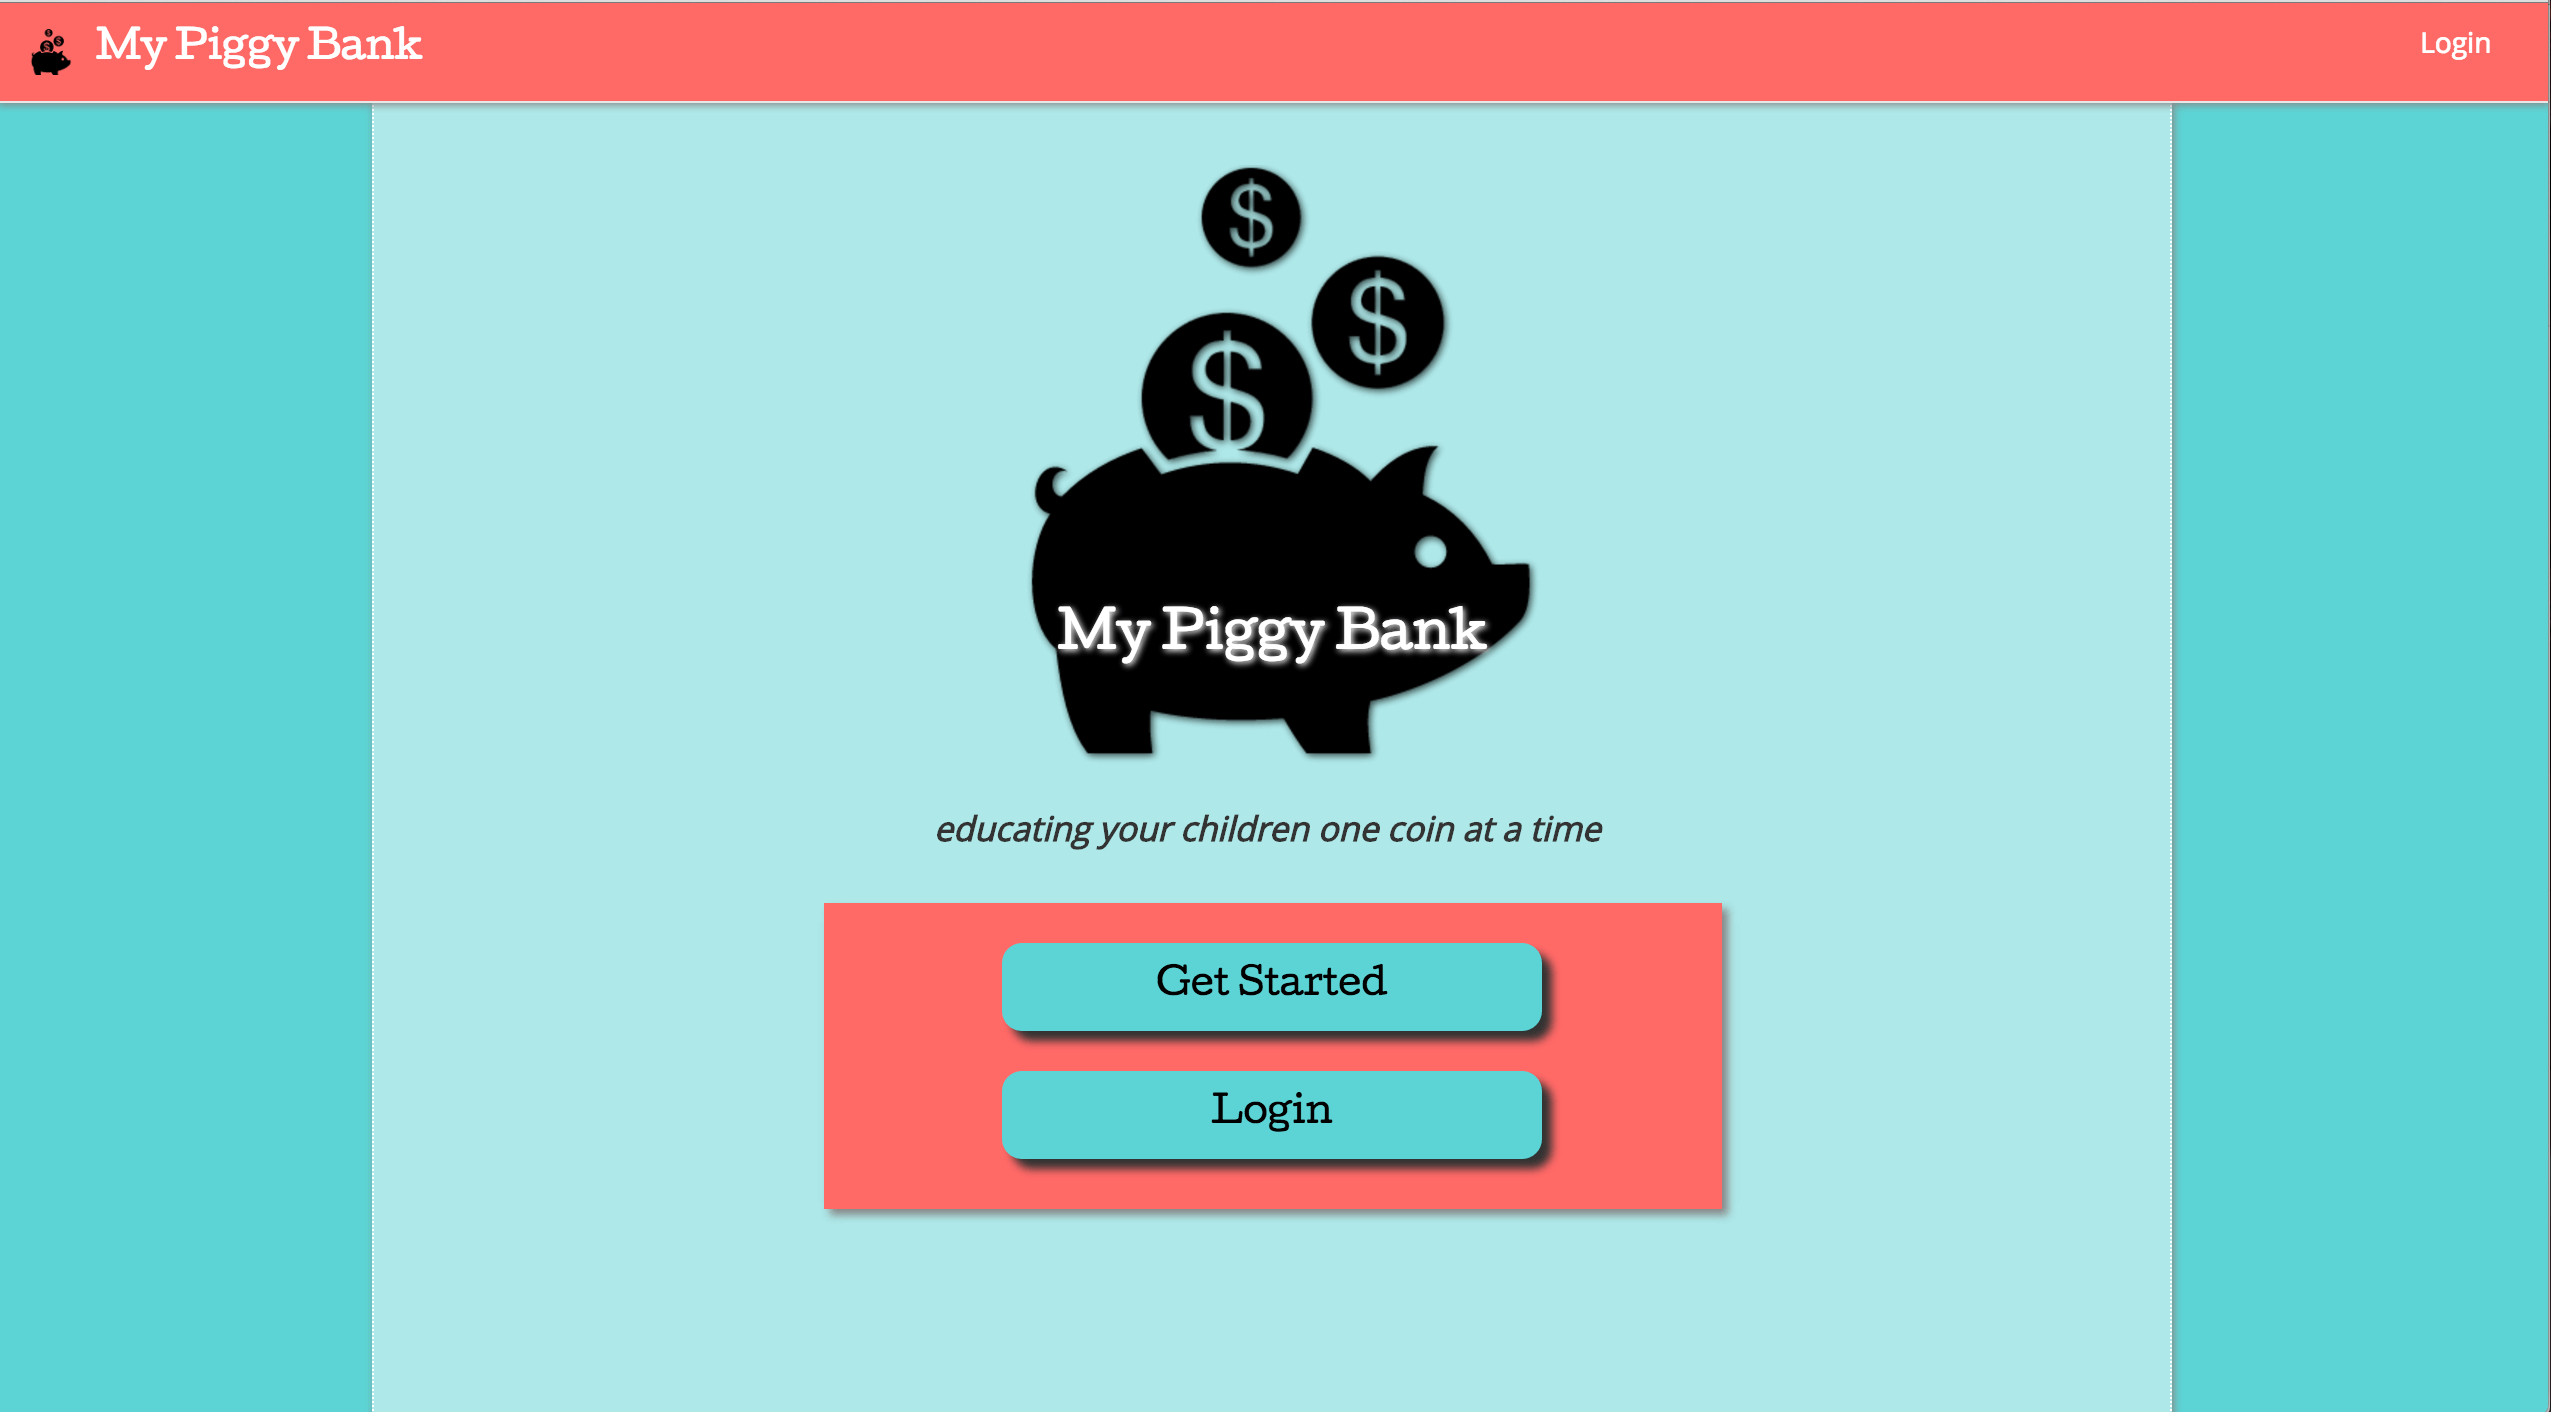 My Piggy Bank
Login
$
$
$
My Piggy Bank
educating your children one coin at a time
Get Started
Login